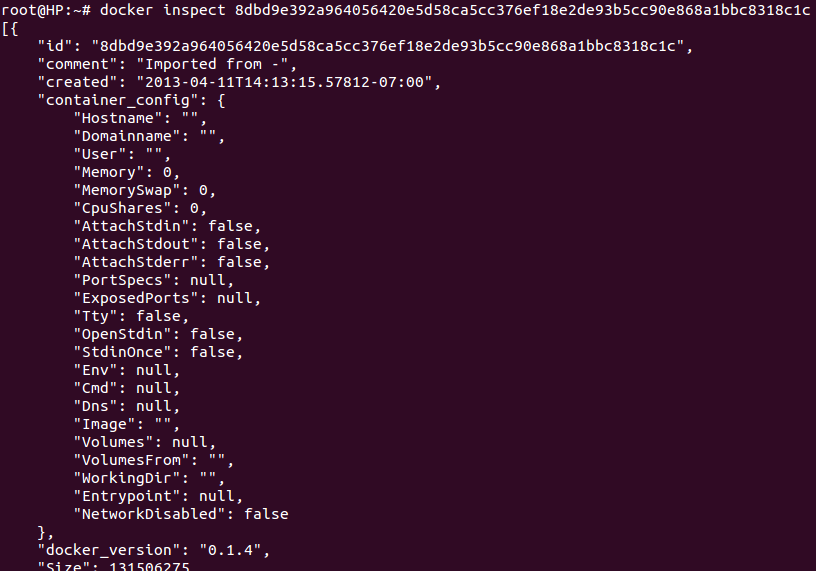 root@HP:~# docker inspect 8dbd9e392a964056420e5d58ca5cc376ef18e2de93b5cc90e868a1bbc8318c1c
[{
    "id": "8dbd9e392a964056420e5d58ca5cc376ef18e2de93b5cc90e868a1bbc8318c1c",
    "comment": "Imported from -",
    "created": "2013-04-11T14:13:15.57812-07:00",
    "container_config": {
        "Hostname": "",
        "Domainname": "",
        "User": "",
        "Memory": 0,
        "MemorySwap": 0,
        "CpuShares": 0,
        "AttachStdin": false,
        "AttachStdout": false,
        "AttachStderr": false,
        "PortSpecs": null,
        "ExposedPorts": null,
        "Tty": false,
        "OpenStdin": false,
        "StdinOnce": false,
        "Env": null,
        "Cmd": null,
        "Dns": null,
        "Image": "",
        "Volumes": null,
        "VolumesFrom": "",
        "WorkingDir": "",
        "Entrypoint": null,
        "NetworkDisabled": false
    },
    "docker_version": "0.1.4",
    "Size": 131506275